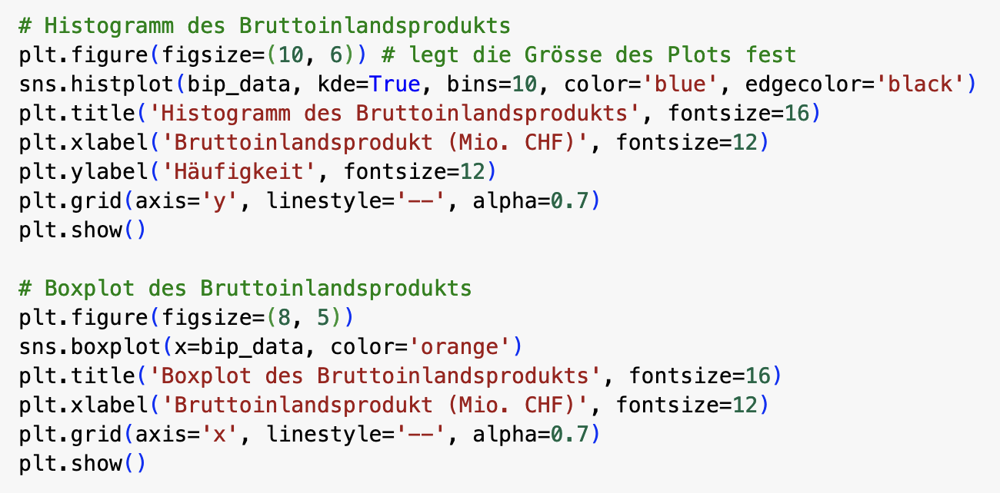 # Histogramm des Bruttoinlandsprodukts
plt.figure(figsize=(10, 6)) # legt die Grösse des Plots fest
sns.histplot(bip_data, kde=True, bins=10, color='blue', edgecolor='black')
plt.title('Histogramm des Bruttoinlandsprodukts', fontsize=16)
plt.xlabel('Bruttoinlandsprodukt (Mio. CHF)', fontsize=12)
plt.ylabel('Häufigkeit', fontsize=12)
plt.grid(axis='y', linestyle='--', alpha=0.7)
plt.show()

# Boxplot des Bruttoinlandsprodukts
plt.figure(figsize=(8, 5))
sns.boxplot(x=bip_data, color='orange')
plt.title('Boxplot des Bruttoinlandsprodukts', fontsize=16)
plt.xlabel('Bruttoinlandsprodukt (Mio. CHF)', fontsize=12)
plt.grid(axis='x', linestyle='--', alpha=0.7)
plt.show()